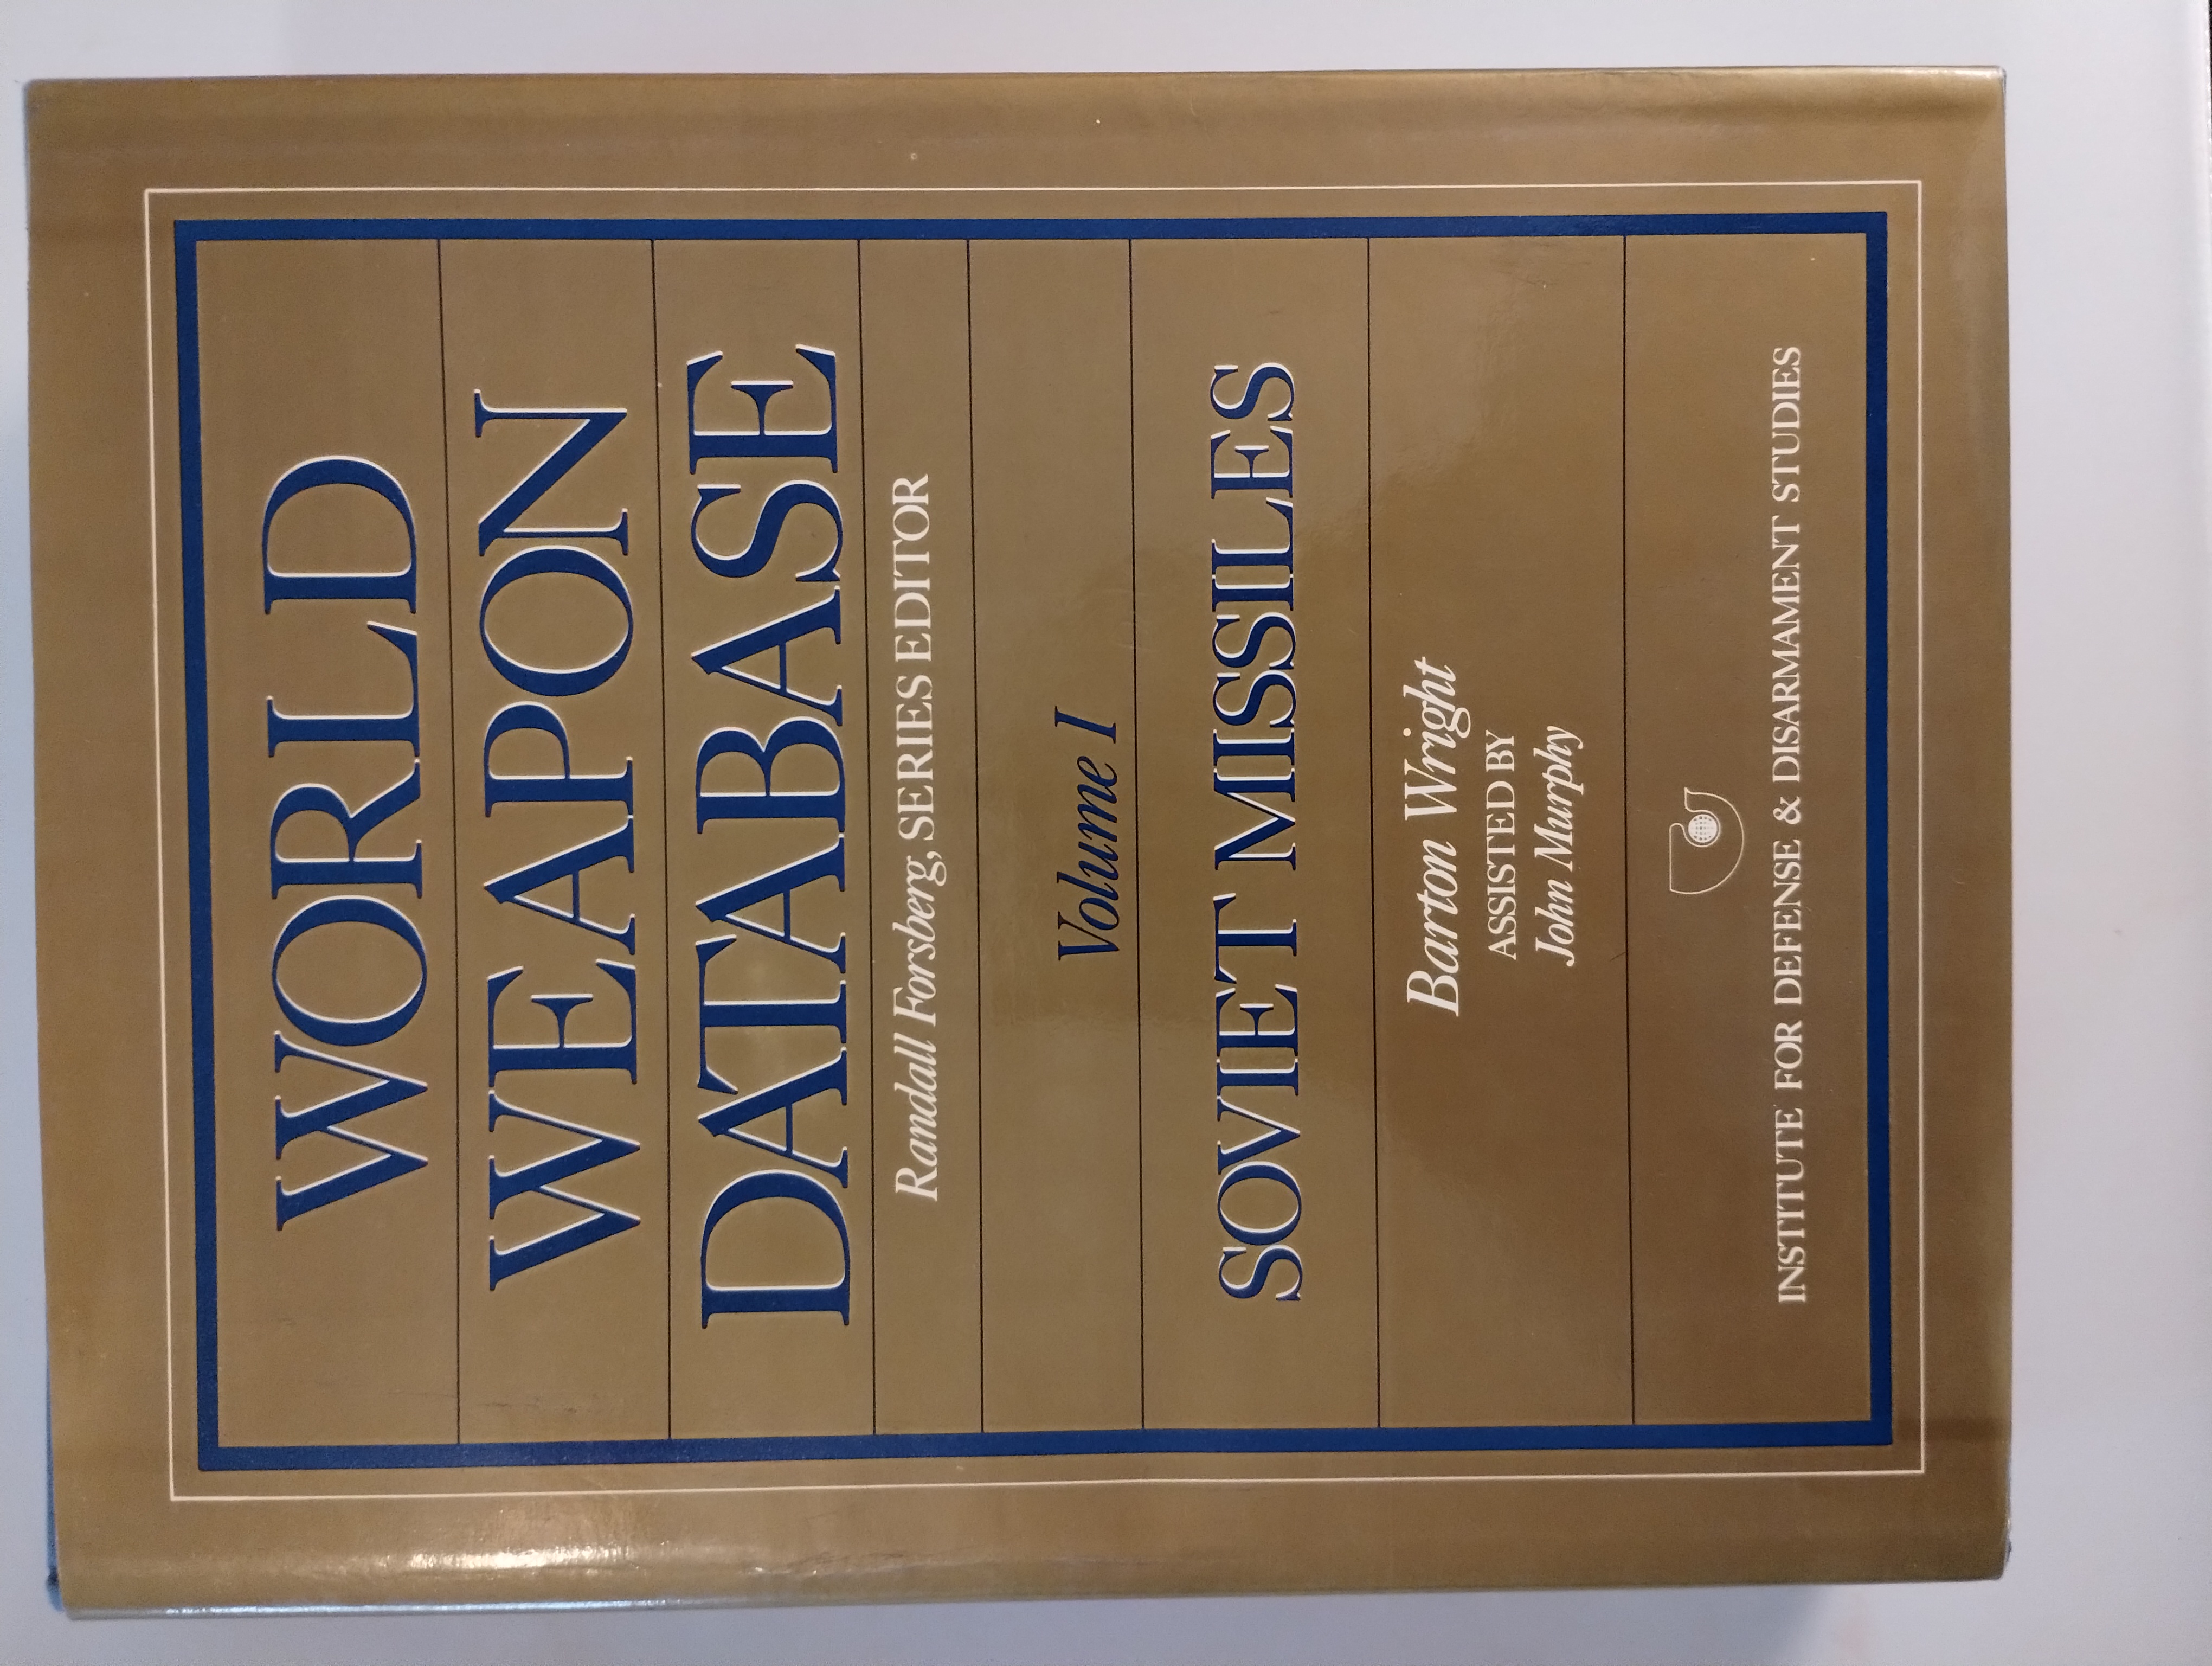 WORLD
WEAPON
DATABASE
Randall Forsberg, SERIES EDITOR
Volume I
SOVIET MISSILES
Barton Wright
ASSISTED BY
John Murphy
INSTITUTE FOR DEFENSE & DISARMAMENT STUDIES